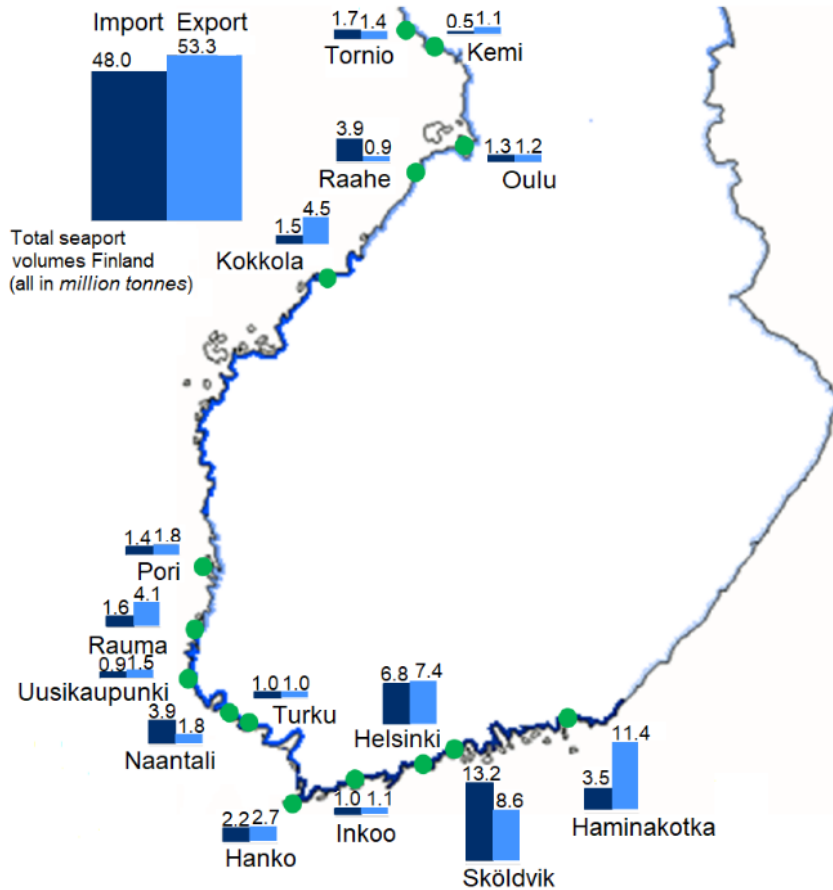 Import Export
48.0 53.3
Total seaport
volumes Finland
(all in million tonnes)
1.7 1.4
Tornio
0.5 1.1
Kemi
3.9 0.9
Raahe
1.3 1.2
Oulu
1.5 4.5
Kokkola
1.4 1.8
Pori
1.6 4.1
Rauma
0.9 1.5
Uusikaupunki
3.9 1.8
Naantali
1.0 1.0
Turku
6.8 7.4
Helsinki
2.2 2.7
Hanko
1.0 1.1
Inkoo
13.2 8.6
Sköldvik
3.5 11.4
Haminakotka